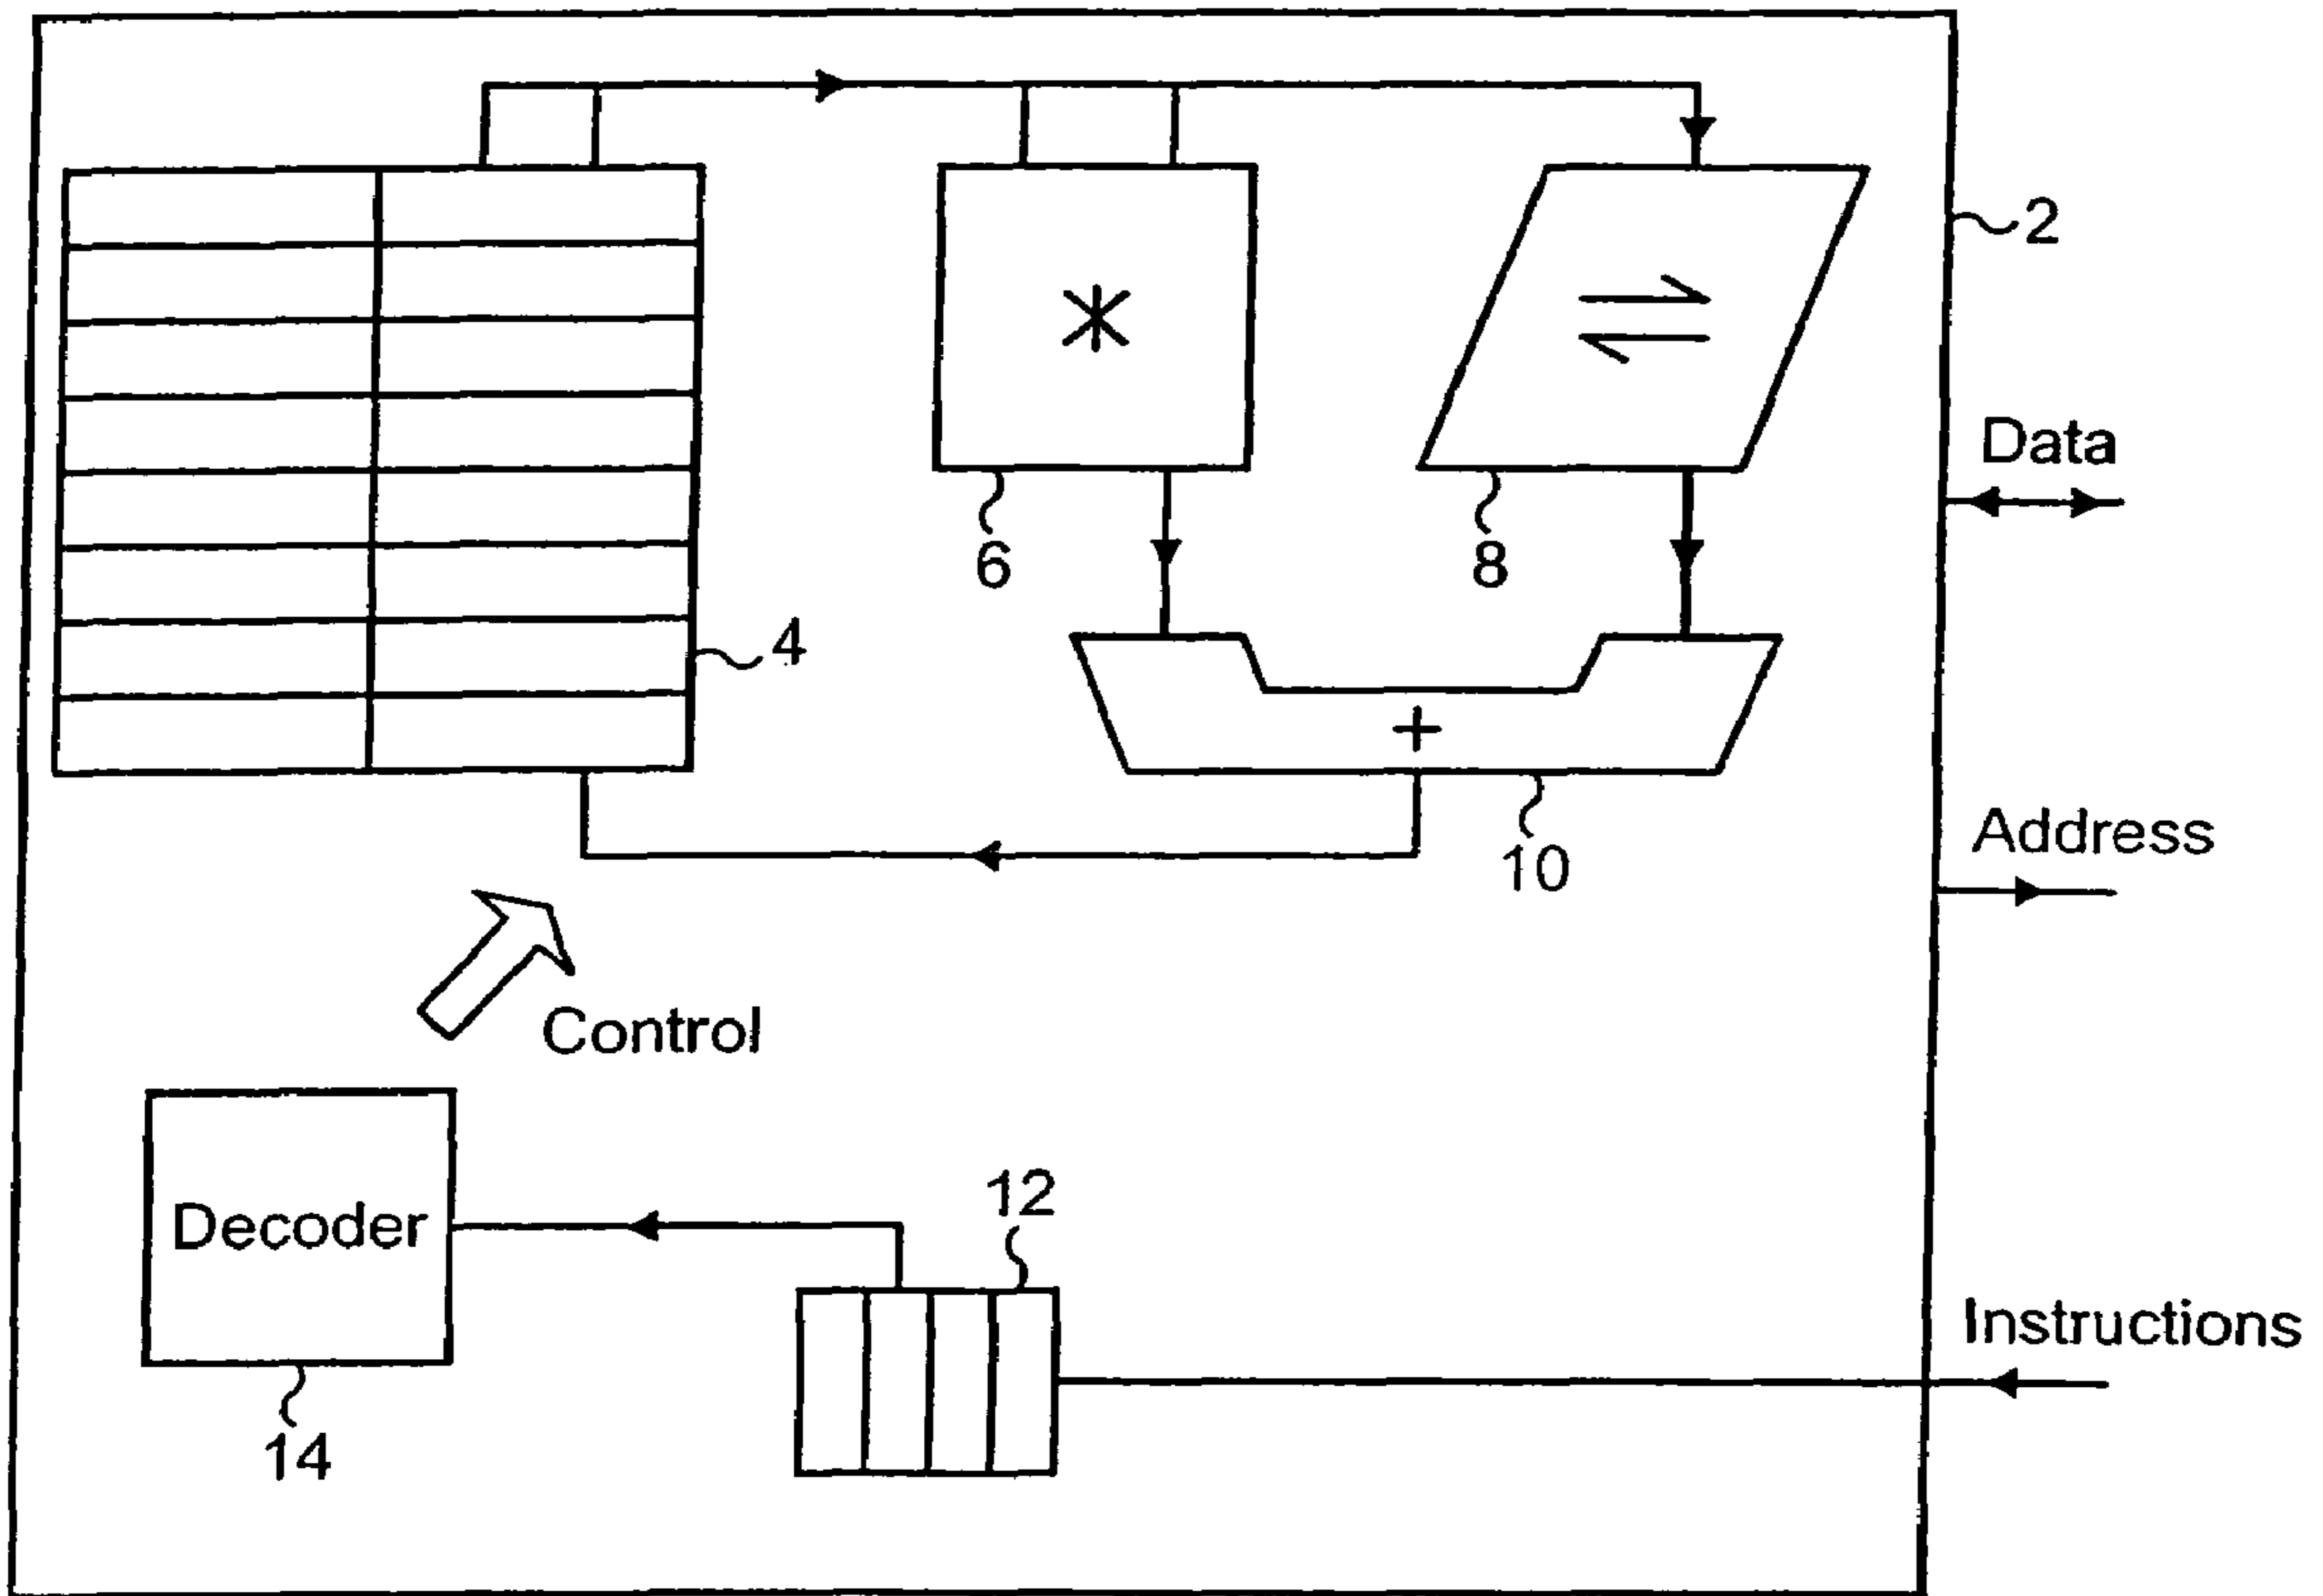 2
*
Data
6
8
4
+
Address
10
Control
12
Decoder
Instructions
14